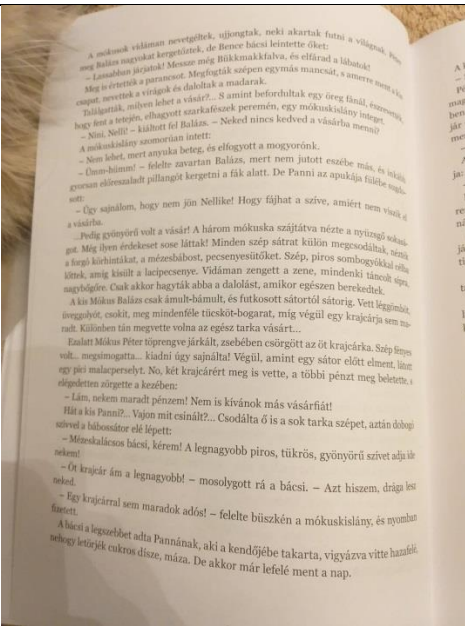 A mókusok vidáman nevetgéltek, ujjongtak, neki akartak futni a világnak. Péter
meg Balázs nagyokat kergetőztek, de Bence bácsi leintette őket:
– Lassabban járjatok! Messze még Bükkmakkfalva, és elfárad a lábatok!
Meg is értették a parancsot. Megfogták szépen egymás mancsát, s amerre ment a kis
csapat, nevettek a virágok és daloltak a madarak.
Találgatták, milyen lehet a vásár?... S amint befordultak egy öreg fánál, észrevették,
hogy fent a tetején, elhagyott szarkafészek peremén, egy mókuskislány integet.
– Nini, Nelli! – kiáltott fel Balázs. – Neked nincs kedved a vásárba menni?
A mókuskislány szomorúan intett:
– Nem lehet, mert anyuka beteg, és elfogyott a mogyorónk.
– Ümm-hümm! – felelte zavartan Balázs, mert nem jutott eszébe más, és inkább
gyorsan előreszaladt pillangót kergetni a fák alatt. De Panni az apukája fülébe
sott:
– Úgy sajnálom, hogy nem jön Nellike! Hogy fájhat a szíve, amiért nem viszik el
a vásárba.
...Pedig gyönyörű volt a vásár! A három mókuska szájtátva nézte a nyüzsgő
got. Még ilyen érdekeset sose láttak! Minden szép sátrat külön megcsodáltak, nézték
a forgó körhintákat, a mézesbábost, pecsenyesütőket. Szép, piros sombogyókkal célba
lőttek, amíg kisült a lacipecsenye. Vidáman zengett a zene, mindenki táncolt sípra,
nagybőgőre. Csak akkor hagyták abba a dalolást, amikor egészen berekedtek.
A kis Mókus Balázs csak ámult-bámult, és futkosott sátortól sátorig. Vett léggömböt,
üveggolyót, csokit, meg mindenféle tücsköt-bogarat, míg végül egy krajcárja sem ma-
radt. Különben tán megvette volna az egész tarka vásárt...
Ezalatt Mókus Péter töprengve járkált, zsebében csörgött az öt krajcárka. Szép fényes
volt... megsimogatta... kiadni úgy sajnálta! Végül, amint egy sátor előtt elment, látott
egy pici malacperselyt. No, két krajcárért meg is vette, a többi pénzt meg beletette, s
elégedetten zörgette a kezében:
– Lám, nekem maradt pénzem! Nem is kívánok más vásárfiát!
Hát a kis Panni?... Vajon mit csinált?... Csodálta ő is a sok tarka szépet, aztán dobogó
szívvel a bábossátor elé lépett:
– Mézeskalácsos bácsi, kérem! A legnagyobb piros, tükrös, gyönyörű szívet adja ide
nekem!
– Öt krajcár ám a legnagyobb! – mosolygott rá a bácsi. – Azt hiszem, drága lesz
neked.
– Egy krajcárral sem maradok adós! – felelte büszkén a mókuskislány, és nyomban
fizetett.
A bácsi a legszebbet adta Pannának, aki a kendőjébe takarta, vigyázva vitte hazafelé,
nehogy letörjék cukros dísze, máza. De akkor már lefelé ment a nap.